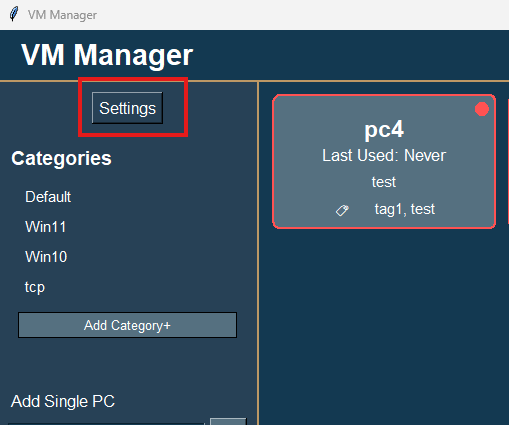 VM Manager
VM Manager
Settings
Categories
Default
Win11
Win10
tcp
Add Category+
Add Single PC
pc4
Last Used: Never
test
tag1, test